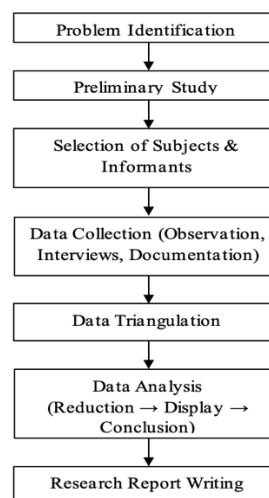 Problem Identification
Preliminary Study
Selection of Subjects &
Informants
Data Collection (Observation,
Interviews, Documentation)
Data Triangulation
Data Analysis
(Reduction → Display →
Conclusion)
Research Report Writing